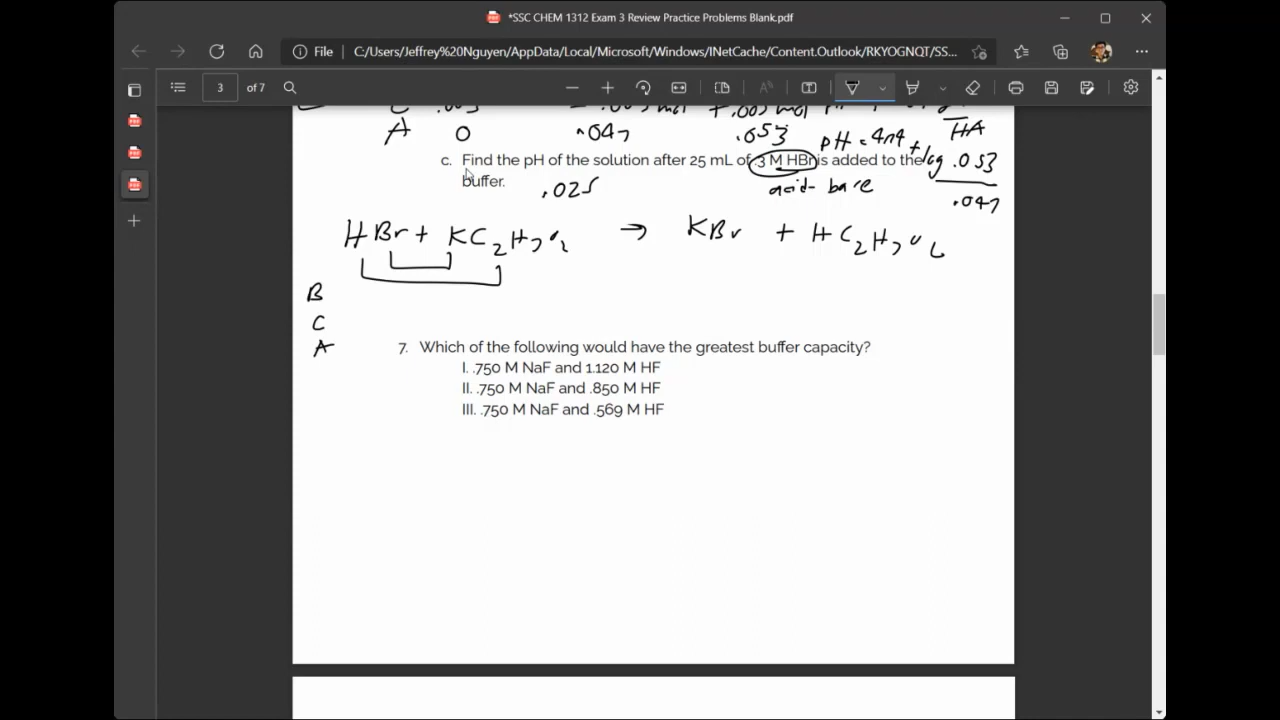 *SSC CHEM 1312 Exam 3 Review Practice Problems Blank.pdf
File C:/Users/Jeffrey%20Nguyen/AppData/Local/Microsoft/Windows/INetCache/Content.Outlook/RKYOGNQT/SS...
3 of 7
A 0 .047 .053 pH = 4.74 + log .053
HA
.047
c. Find the pH of the solution after 25 mL of .3 M HBr is added to the
buffer.
.025 acid-base
HBr + KC2H3O2 → KBr + HC2H3O2
B
C
A
7. Which of the following would have the greatest buffer capacity?
I. .750 M NaF and 1.120 M HF
II. .750 M NaF and .850 M HF
III. .750 M NaF and .569 M HF